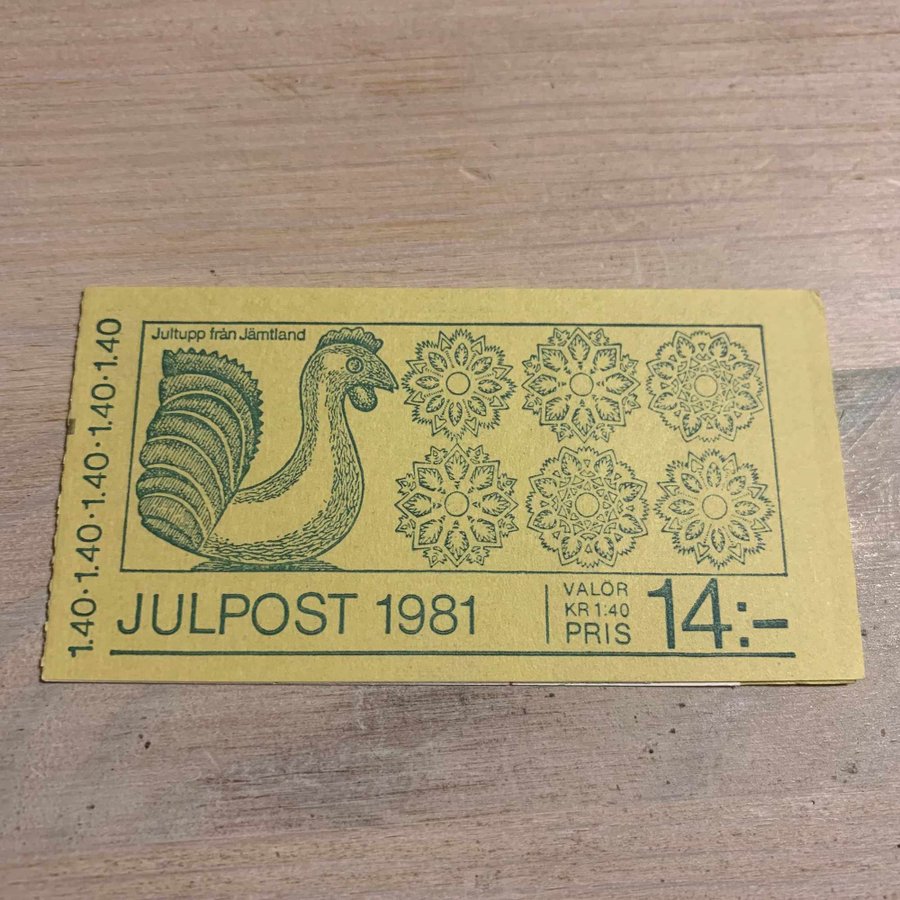 Jultupp från Jämtland
1.40·1.40·1.40·1.40·1.40
JULPOST 1981
VALÖR
KR 1:40
PRIS
14:-